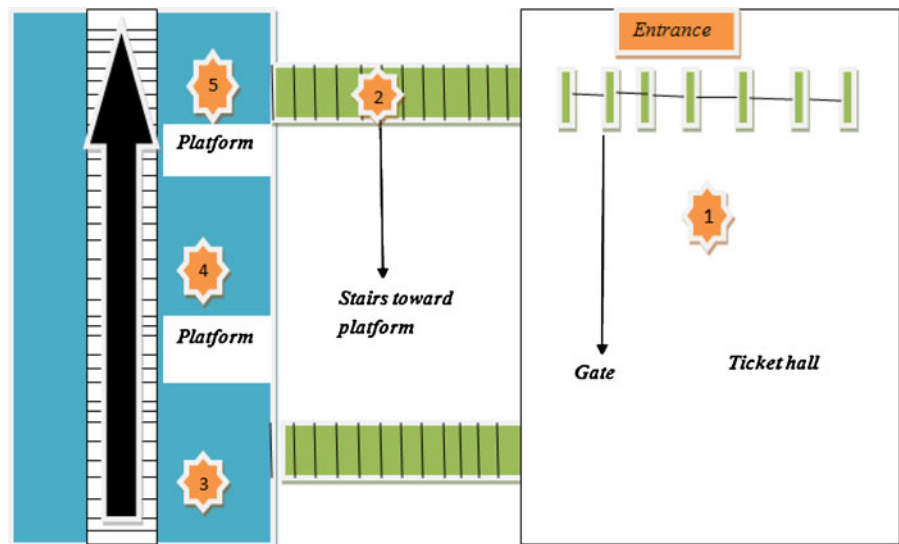 Entrance
5
2
Platform
1
4
Stairs toward
platform
Platform
Gate
Ticket hall
3